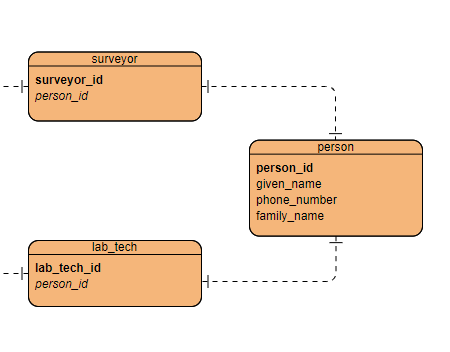 surveyor
surveyor_id
person_id
person
person_id
given_name
phone_number
family_name
lab_tech
lab_tech_id
person_id